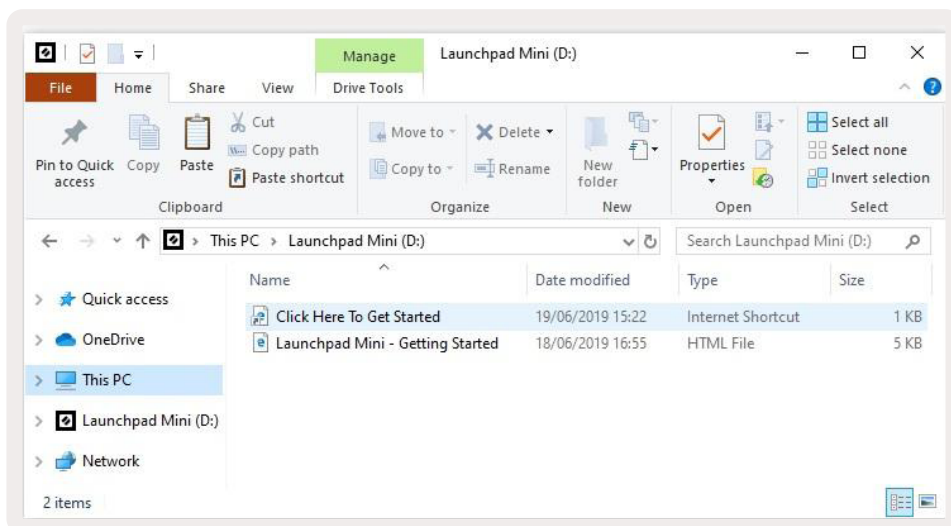 Manage
Launchpad Mini (D:)
File
Home
Share
View
Drive Tools
Pin to Quick access
Copy
Paste
Cut
Copy path
Paste shortcut
Clipboard
Move to
Copy to
Delete
Rename
Organize
New folder
New
Properties
Open
Select all
Select none
Invert selection
Select
This PC > Launchpad Mini (D:)
Search Launchpad Mini (D:)
Name Date modified Type Size
Click Here To Get Started 19/06/2019 15:22 Internet Shortcut 1 KB
Launchpad Mini - Getting Started 18/06/2019 16:55 HTML File 5 KB
Quick access
OneDrive
This PC
Launchpad Mini (D:)
Network
2 items